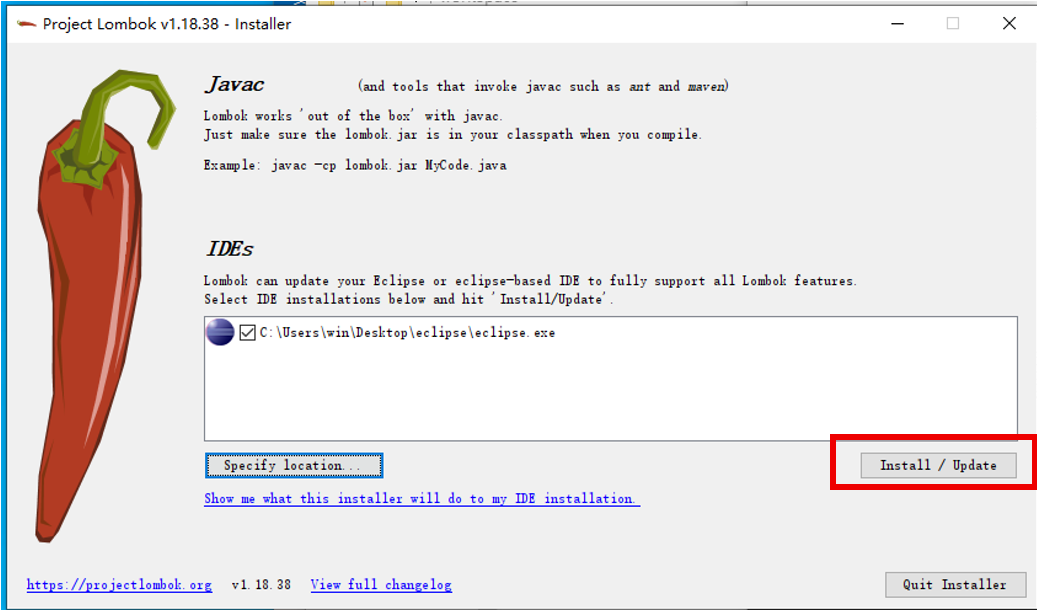 Project Lombok v1.18.38 - Installer
Javac (and tools that invoke javac such as ant and maven)
Lombok works 'out of the box' with javac.
Just make sure the lombok.jar is in your classpath when you compile.
Example: javac -cp lombok.jar MyCode.java
IDEs
Lombok can update your Eclipse or eclipse-based IDE to fully support all Lombok features.
Select IDE installations below and hit 'Install/Update'.
C:\Users\win\Desktop\eclipse\eclipse.exe
Specify location... Install / Update
Show me what this installer will do to my IDE installation.
https://projectlombok.org v1.18.38 View full changelog Quit Installer